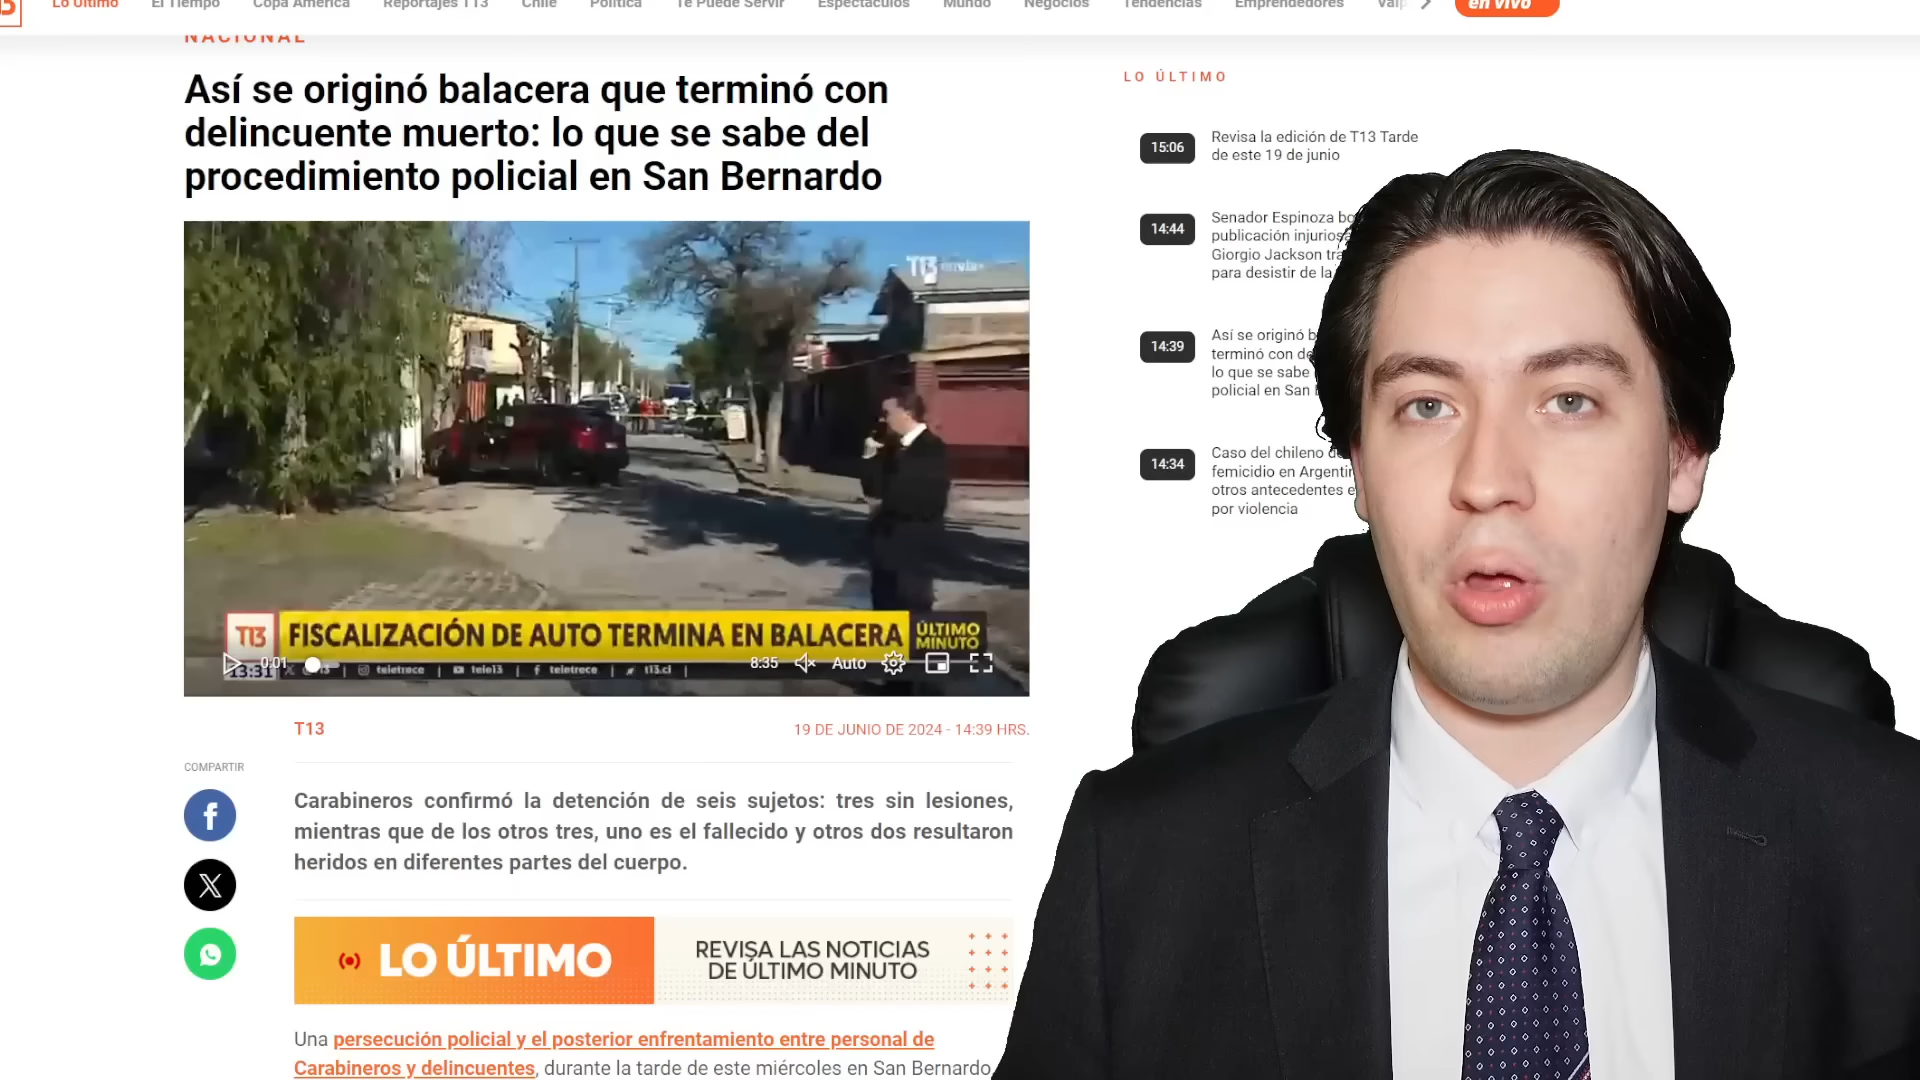 Lo Último El Tiempo Copa América Reportajes T13 Chile Política Te Puede Servir Espectáculos Mundo Negocios Tendencias Emprendedores en vivo
NACIONAL
Así se originó balacera que terminó con
delincuente muerto: lo que se sabe del
procedimiento policial en San Bernardo
T13
FISCALIZACIÓN DE AUTO TERMINA EN BALACERA
ÚLTIMO
MINUTO
0:01
8:35
Auto
13:31
teletrece | tele13 | teletrece | t13.cl |
T13
19 DE JUNIO DE 2024 - 14:39 HRS.
COMPARTIR
Carabineros confirmó la detención de seis sujetos: tres sin lesiones,
mientras que de los otros tres, uno es el fallecido y otros dos resultaron
heridos en diferentes partes del cuerpo.
LO ÚLTIMO
REVISA LAS NOTICIAS
DE ÚLTIMO MINUTO
Una persecución policial y el posterior enfrentamiento entre personal de
Carabineros y delincuentes, durante la tarde de este miércoles en San Bernardo,
LO ÚLTIMO
15:06
Revisa la edición de T13 Tarde
de este 19 de junio
14:44
Senador Espinoza
publicación
Giorgio Jackson
para desistir de la
14:39
Así se originó
terminó con
lo que se sabe
policial en San
14:34
Caso del chileno
femicidio en
otros antecedentes
por violencia